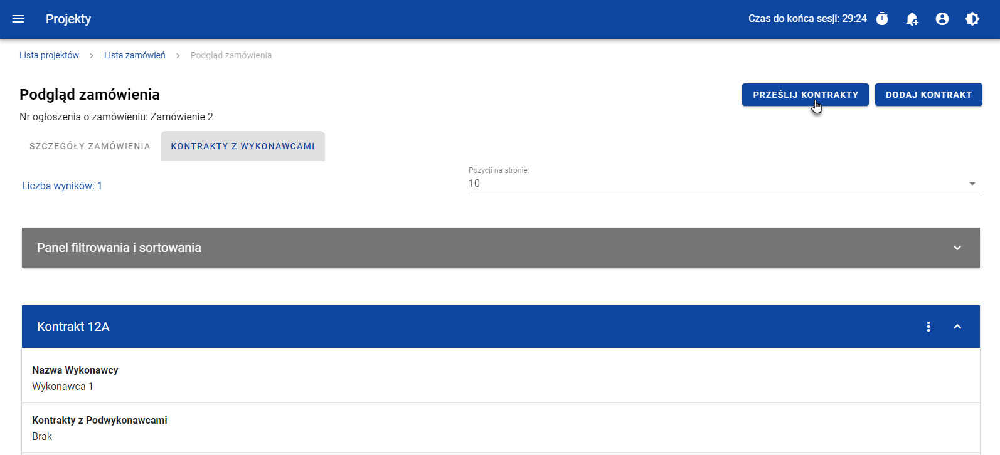 Projekty
Czas do końca sesji: 29:24
Lista projektów
Lista zamówień
Podgląd zamówienia
Podgląd zamówienia
PRZEŚLIJ KONTRAKTY
DODAJ KONTRAKT
Nr ogłoszenia o zamówieniu: Zamówienie 2
SZCZEGÓŁY ZAMÓWIENIA
KONTRAKTY Z WYKONAWCAMI
Liczba wyników: 1
Pozycji na stronie:
10
Panel filtrowania i sortowania
Kontrakt 12A
Nazwa Wykonawcy
Wykonawca 1
Kontrakty z Podwykonawcami
Brak